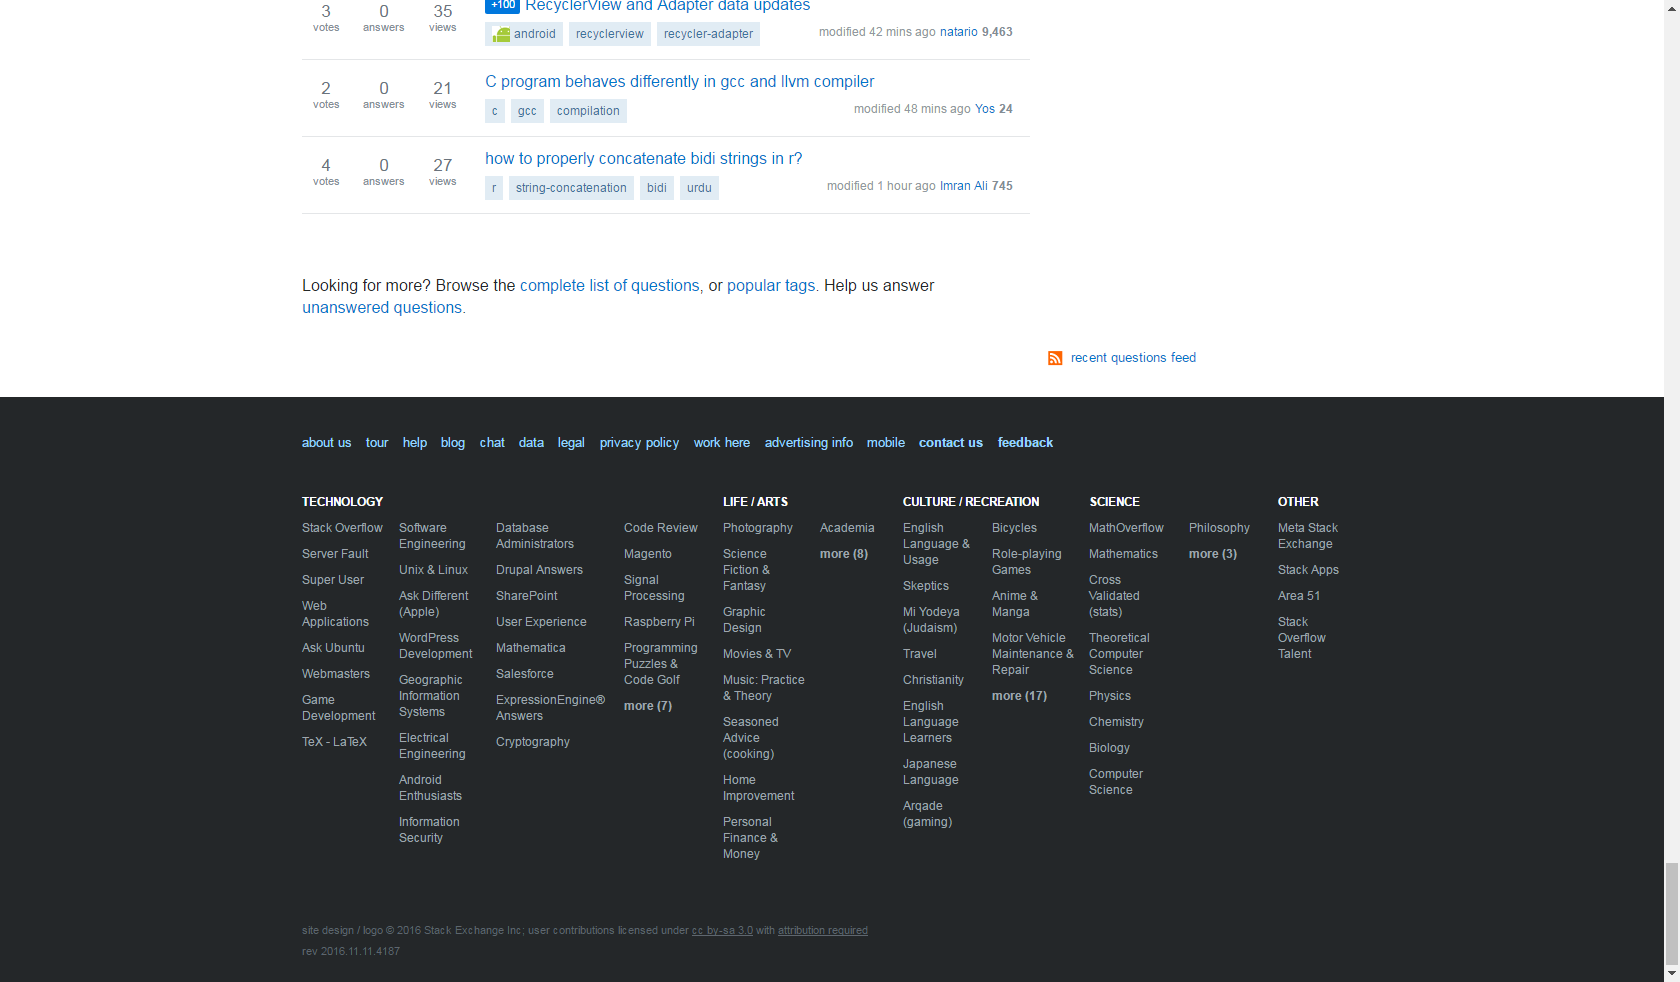 +100 RecyclerView and Adapter data updates
3 0 35
votes answers views
android recyclerview recycler-adapter
modified 42 mins ago natario 9,463
C program behaves differently in gcc and llvm compiler
2 0 21
votes answers views
c gcc compilation
modified 48 mins ago Yos 24
how to properly concatenate bidi strings in r?
4 0 27
votes answers views
r string-concatenation bidi urdu
modified 1 hour ago Imran Ali 745
Looking for more? Browse the complete list of questions, or popular tags. Help us answer
unanswered questions.
recent questions feed
about us tour help blog chat data legal privacy policy work here advertising info mobile contact us feedback
TECHNOLOGY
Stack Overflow
Server Fault
Super User
Web
Applications
Ask Ubuntu
Webmasters
Game
Development
TeX - LaTeX
Software
Engineering
Unix & Linux
Ask Different
(Apple)
WordPress
Development
Geographic
Information
Systems
Electrical
Engineering
Android
Enthusiasts
Information
Security
Database
Administrators
Drupal Answers
SharePoint
User Experience
Mathematica
Salesforce
ExpressionEngine®
Answers
Cryptography
Code Review
Magento
Signal
Processing
Raspberry Pi
Programming
Puzzles &
Code Golf
more (7)
LIFE / ARTS
Photography
Science
Fiction &
Fantasy
Graphic
Design
Movies & TV
Music: Practice
& Theory
Seasoned
Advice
(cooking)
Home
Improvement
Personal
Finance &
Money
Academia
more (8)
CULTURE / RECREATION
English
Language &
Usage
Skeptics
Mi Yodeya
(Judaism)
Travel
Christianity
English
Language
Learners
Japanese
Language
Arqade
(gaming)
Bicycles
Role-playing
Games
Anime &
Manga
Motor Vehicle
Maintenance &
Repair
more (17)
SCIENCE
MathOverflow
Mathematics
Cross
Validated
(stats)
Theoretical
Computer
Science
Physics
Chemistry
Biology
Computer
Science
Philosophy
more (3)
OTHER
Meta Stack
Exchange
Stack Apps
Area 51
Stack
Overflow
Talent
site design / logo © 2016 Stack Exchange Inc; user contributions licensed under cc by-sa 3.0 with attribution required
rev 2016.11.11.4187